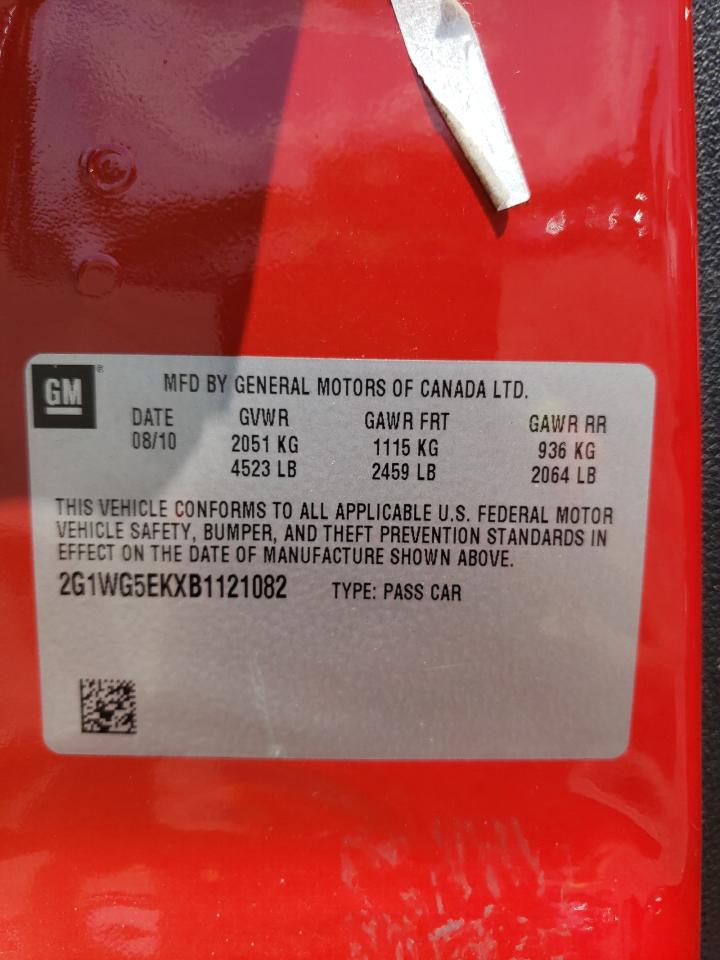 GM®
MFD BY GENERAL MOTORS OF CANADA LTD.
DATE GVWR GAWR FRT GAWR RR
08/10 2051 KG 1115 KG 936 KG
4523 LB 2459 LB 2064 LB
THIS VEHICLE CONFORMS TO ALL APPLICABLE U.S. FEDERAL MOTOR
VEHICLE SAFETY, BUMPER, AND THEFT PREVENTION STANDARDS IN
EFFECT ON THE DATE OF MANUFACTURE SHOWN ABOVE.
2G1WG5EKXB1121082 TYPE: PASS CAR